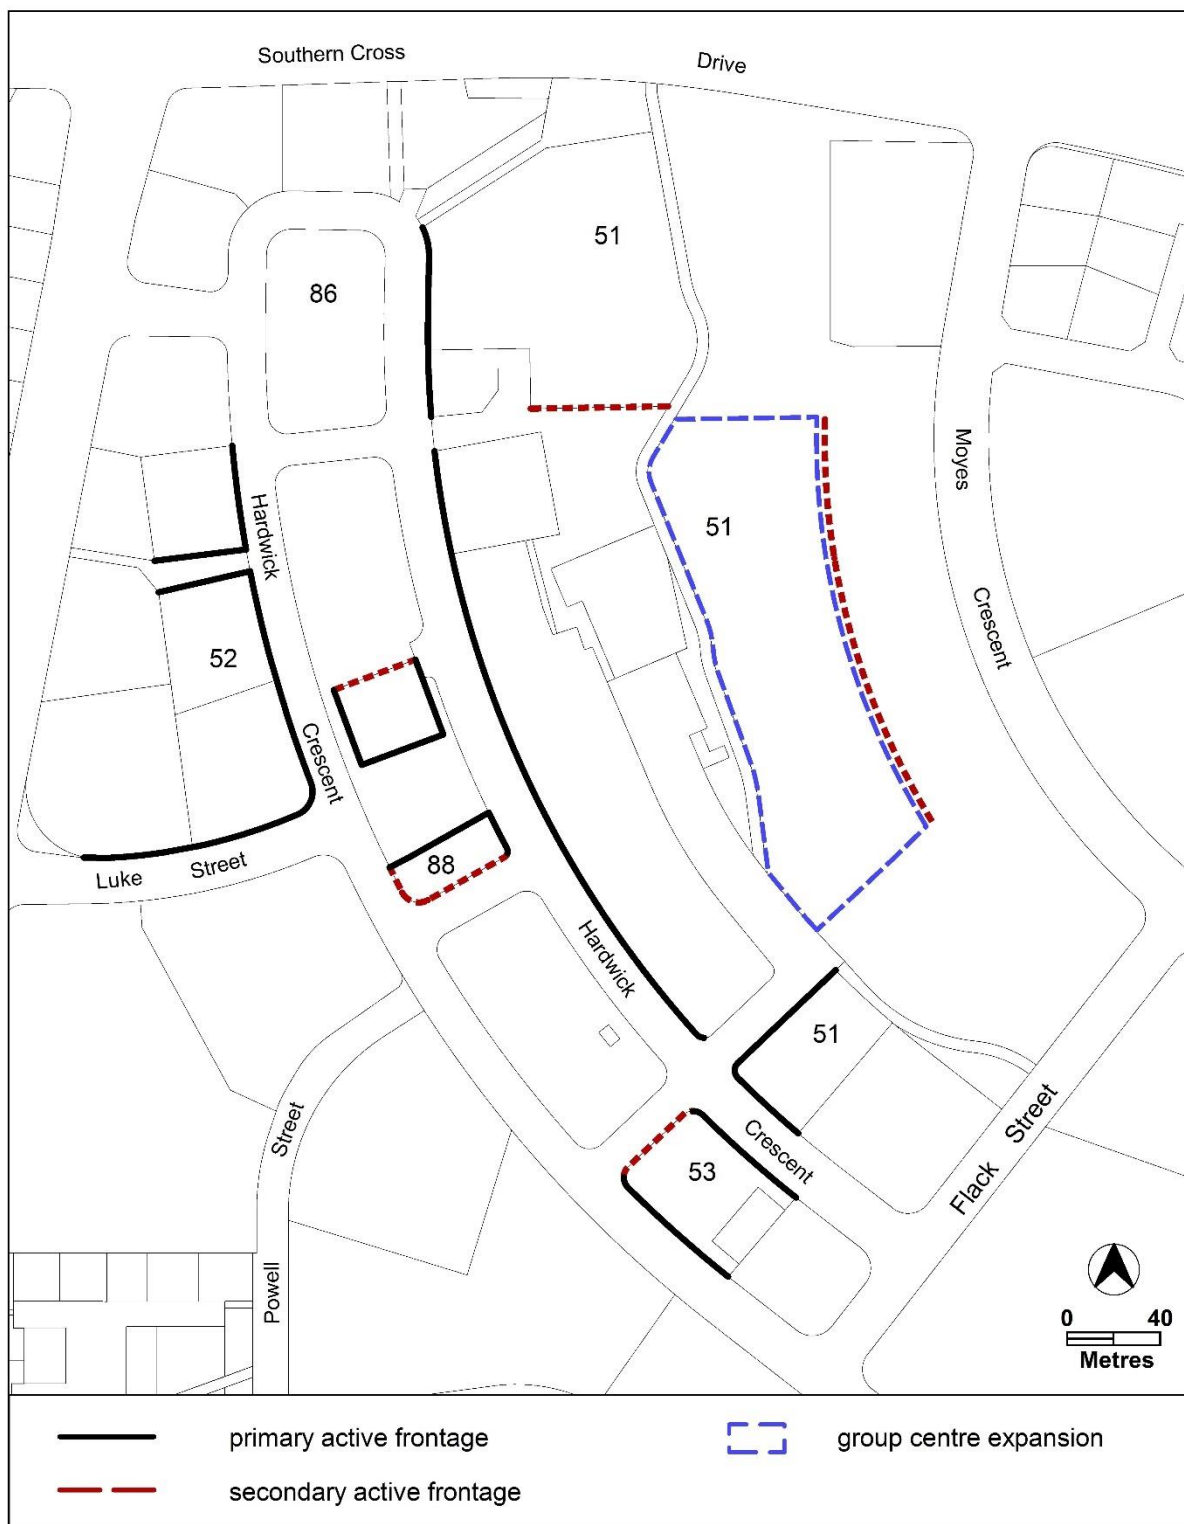 Southern Cross
Drive
51
86
Moyes
Hardwick
51
Crescent
52
Crescent
88
Luke
Street
Hardwick
51
Street
Street
Crescent
53
Flack
Powell
0 40
Metres
primary active frontage
group centre expansion
secondary active frontage